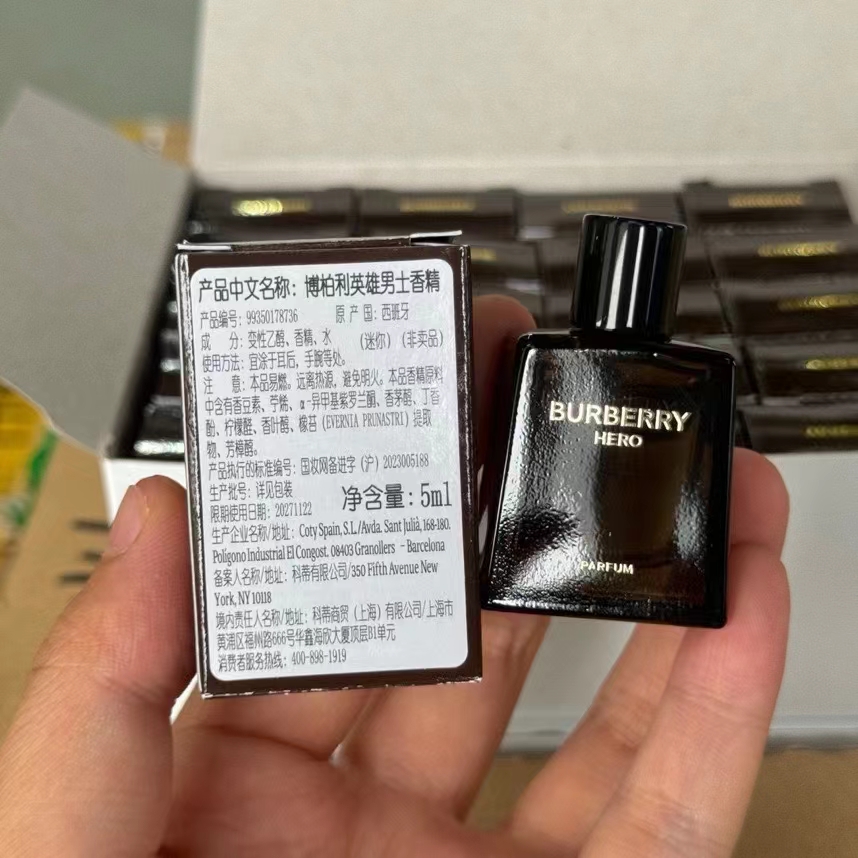 产品中文名称：博柏利英雄男士香精
产品编号：99350178736 原 产 国：西班牙
成 分：变性乙醇、香精、水 （迷你）（非卖品）
使用方法：宜涂于耳后，手腕等处。
注 意：本品易燃。远离热源，避免明火。本品香精原料
中含有香豆素、苧烯、α-异甲基紫罗兰酮、香茅醇、丁香
酚、柠檬醛、香叶醇、橡苔（EVERNIA PRUNASTRI）提取
物、芳樟醇。
产品执行的标准编号：国妆网备进字（沪）2023005188
生产批号：详见包装
净含量：5ml
限期使用日期：20271122
生产企业名称/地址：Coty Spain, S.L./Avda. Sant Julià, 168-180.
Poligono Industrial El Congost. 08403 Granollers - Barcelona
备案人名称/地址：科蒂有限公司/350 Fifth Avenue New
York, NY 10118
境内责任人名称/地址：科蒂商贸（上海）有限公司/上海市
黄浦区福州路666号华鑫海欣大厦顶层B1单元
消费者服务热线：400-898-1919
BURBERRY
HERO
PARFUM